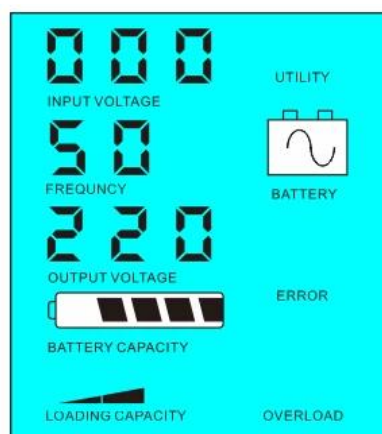 000
UTILITY
INPUT VOLTAGE
50
FREQUNCY
BATTERY
220
OUTPUT VOLTAGE
ERROR
BATTERY CAPACITY
LOADING CAPACITY
OVERLOAD